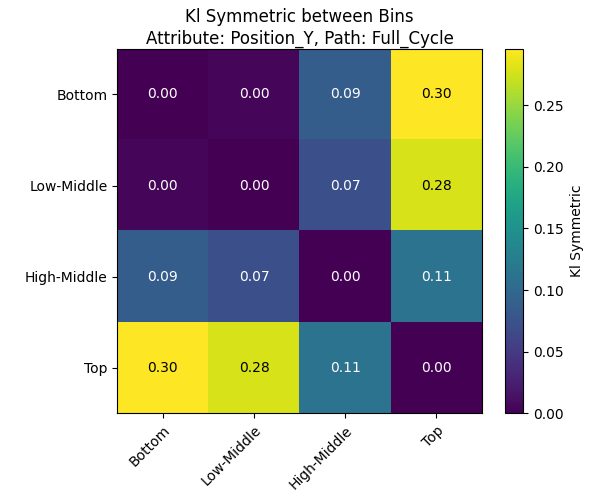 Kl Symmetric between Bins
Attribute: Position_Y, Path: Full_Cycle
Bottom 0.00 0.00 0.09 0.30
Low-Middle 0.00 0.00 0.07 0.28
High-Middle 0.09 0.07 0.00 0.11
Top 0.30 0.28 0.11 0.00
Bottom Low-Middle High-Middle Top
0.25
0.20
0.15
0.10
0.05
0.00
Kl Symmetric